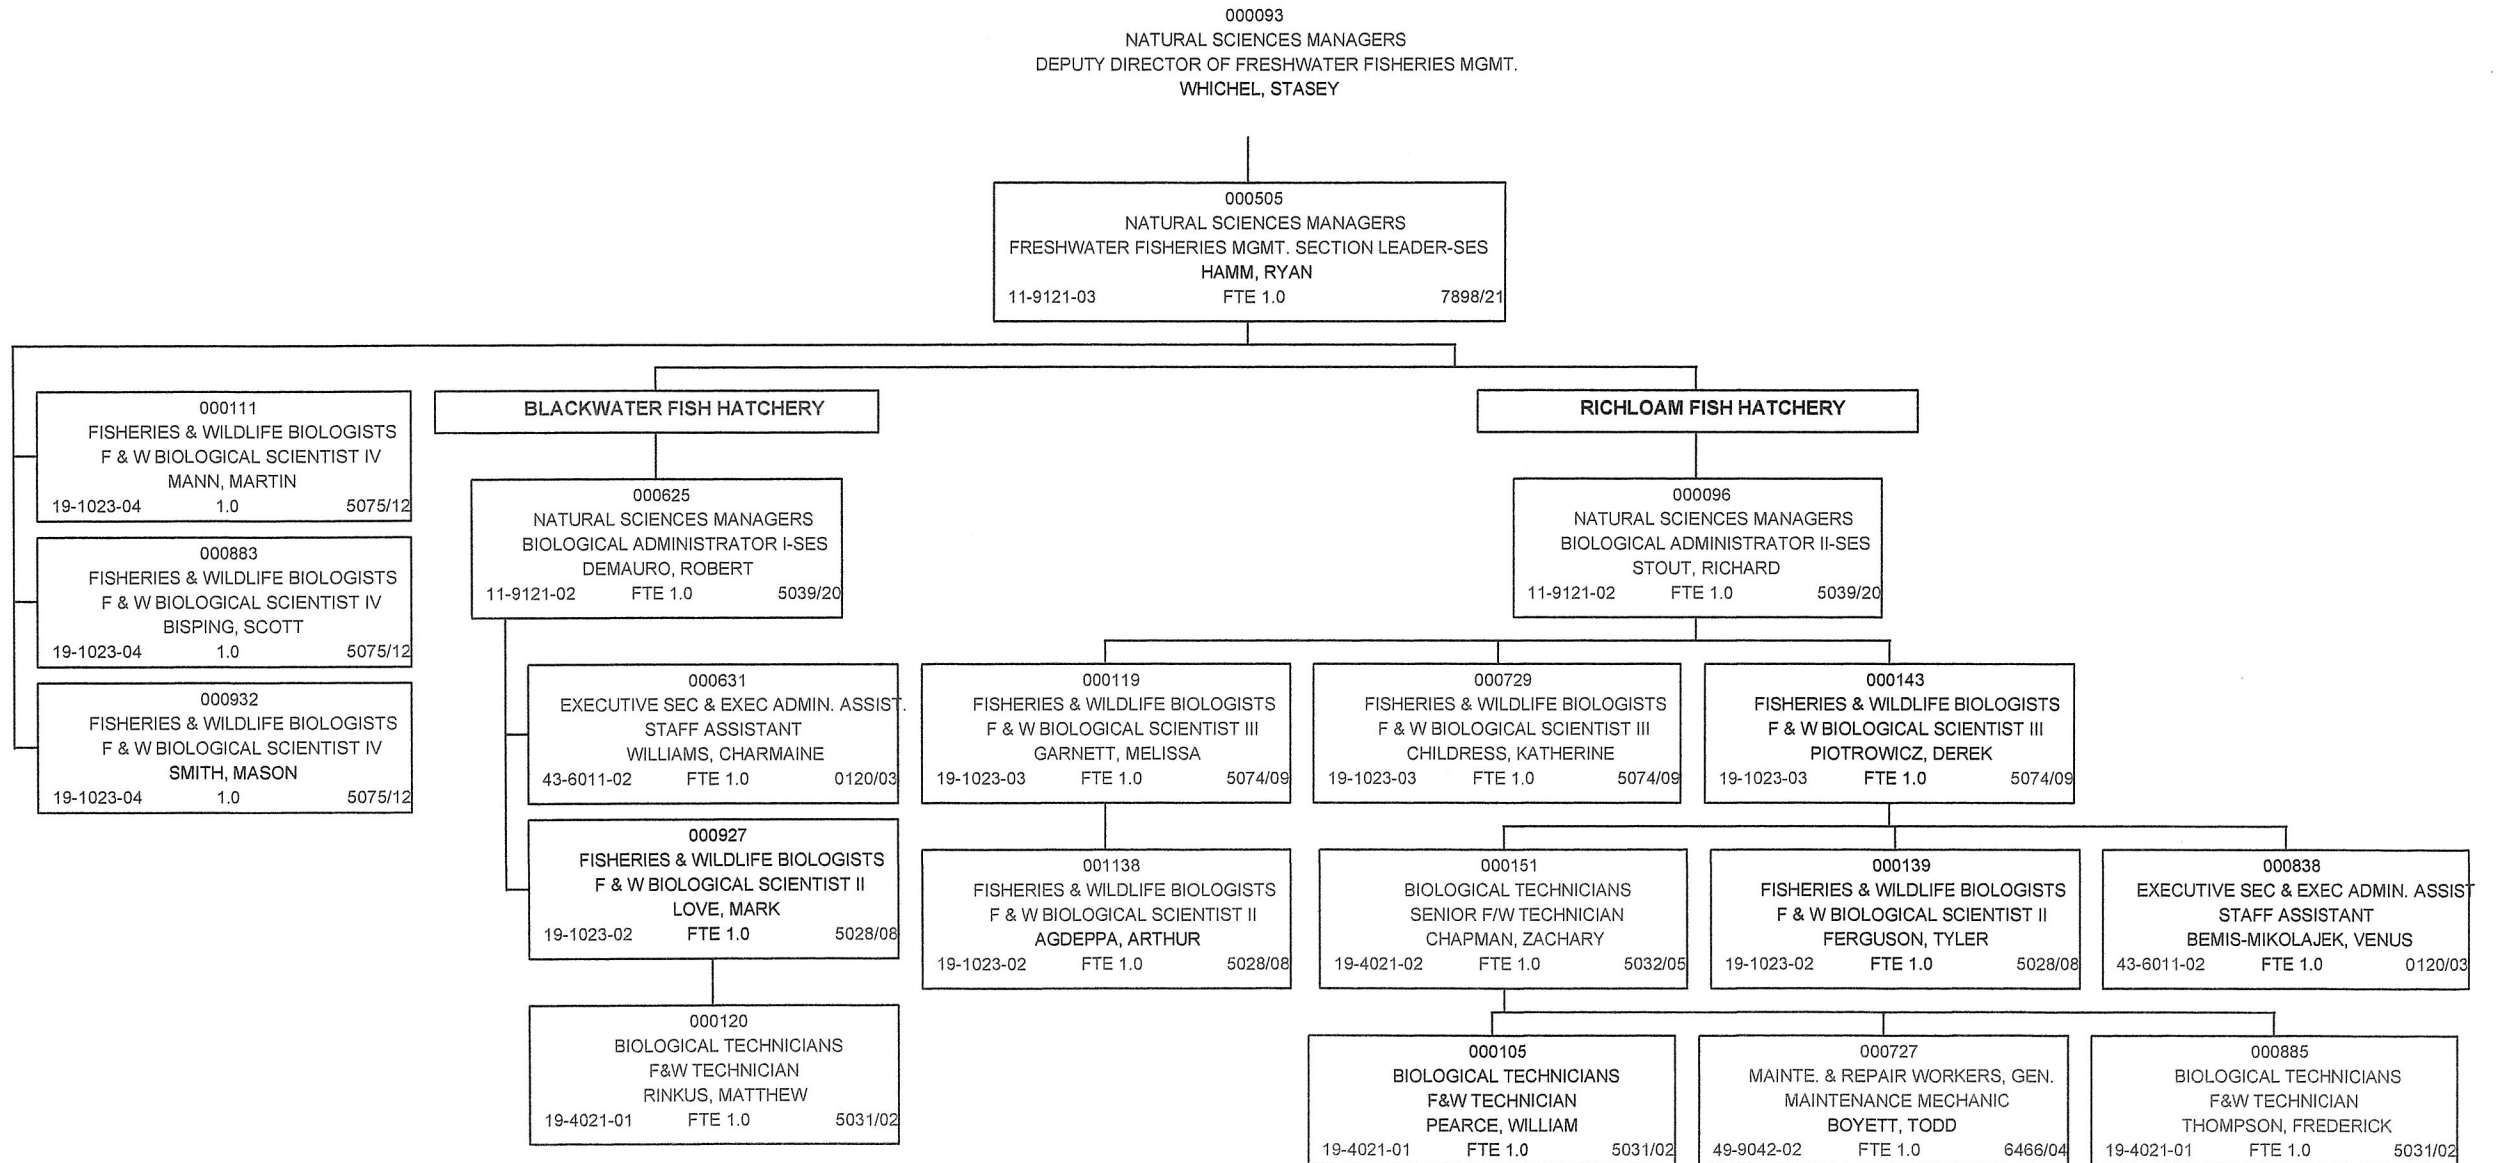 000093
NATURAL SCIENCES MANAGERS
DEPUTY DIRECTOR OF FRESHWATER FISHERIES MGMT.
WHICHEL, STASEY
000505
NATURAL SCIENCES MANAGERS
FRESHWATER FISHERIES MGMT. SECTION LEADER-SES
HAMM, RYAN
11-9121-03 FTE 1.0 7898/21
000111
FISHERIES & WILDLIFE BIOLOGISTS
F & W BIOLOGICAL SCIENTIST IV
MANN, MARTIN
19-1023-04 1.0 5075/12
000883
FISHERIES & WILDLIFE BIOLOGISTS
F & W BIOLOGICAL SCIENTIST IV
BISPING, SCOTT
19-1023-04 1.0 5075/12
000932
FISHERIES & WILDLIFE BIOLOGISTS
F & W BIOLOGICAL SCIENTIST IV
SMITH, MASON
19-1023-04 1.0 5075/12
BLACKWATER FISH HATCHERY
000625
NATURAL SCIENCES MANAGERS
BIOLOGICAL ADMINISTRATOR I-SES
DEMAURO, ROBERT
11-9121-02 FTE 1.0 5039/20
000631
EXECUTIVE SEC & EXEC ADMIN. ASSIST.
STAFF ASSISTANT
WILLIAMS, CHARMAINE
43-6011-02 FTE 1.0 0120/03
000927
FISHERIES & WILDLIFE BIOLOGISTS
F & W BIOLOGICAL SCIENTIST II
LOVE, MARK
19-1023-02 FTE 1.0 5028/08
000120
BIOLOGICAL TECHNICIANS
F&W TECHNICIAN
RINKUS, MATTHEW
19-4021-01 FTE 1.0 5031/02
RICHLOAM FISH HATCHERY
000096
NATURAL SCIENCES MANAGERS
BIOLOGICAL ADMINISTRATOR II-SES
STOUT, RICHARD
11-9121-02 FTE 1.0 5039/20
000119
FISHERIES & WILDLIFE BIOLOGISTS
F & W BIOLOGICAL SCIENTIST III
GARNETT, MELISSA
19-1023-03 FTE 1.0 5074/09
000729
FISHERIES & WILDLIFE BIOLOGISTS
F & W BIOLOGICAL SCIENTIST III
CHILDRESS, KATHERINE
19-1023-03 FTE 1.0 5074/09
000143
FISHERIES & WILDLIFE BIOLOGISTS
F & W BIOLOGICAL SCIENTIST III
PIOTROWICZ, DEREK
19-1023-03 FTE 1.0 5074/09
001138
FISHERIES & WILDLIFE BIOLOGISTS
F & W BIOLOGICAL SCIENTIST II
AGDEPPA, ARTHUR
19-1023-02 FTE 1.0 5028/08
000151
BIOLOGICAL TECHNICIANS
SENIOR F/W TECHNICIAN
CHAPMAN, ZACHARY
19-4021-02 FTE 1.0 5032/05
000139
FISHERIES & WILDLIFE BIOLOGISTS
F & W BIOLOGICAL SCIENTIST II
FERGUSON, TYLER
19-1023-02 FTE 1.0 5028/08
000838
EXECUTIVE SEC & EXEC ADMIN. ASSIST
STAFF ASSISTANT
BEMIS-MIKOLAJEK, VENUS
43-6011-02 FTE 1.0 0120/03
000105
BIOLOGICAL TECHNICIANS
F&W TECHNICIAN
PEARCE, WILLIAM
19-4021-01 FTE 1.0 5031/02
000727
MAINTE. & REPAIR WORKERS, GEN.
MAINTENANCE MECHANIC
BOYETT, TODD
49-9042-02 FTE 1.0 6466/04
000885
BIOLOGICAL TECHNICIANS
F&W TECHNICIAN
THOMPSON, FREDERICK
19-4021-01 FTE 1.0 5031/02